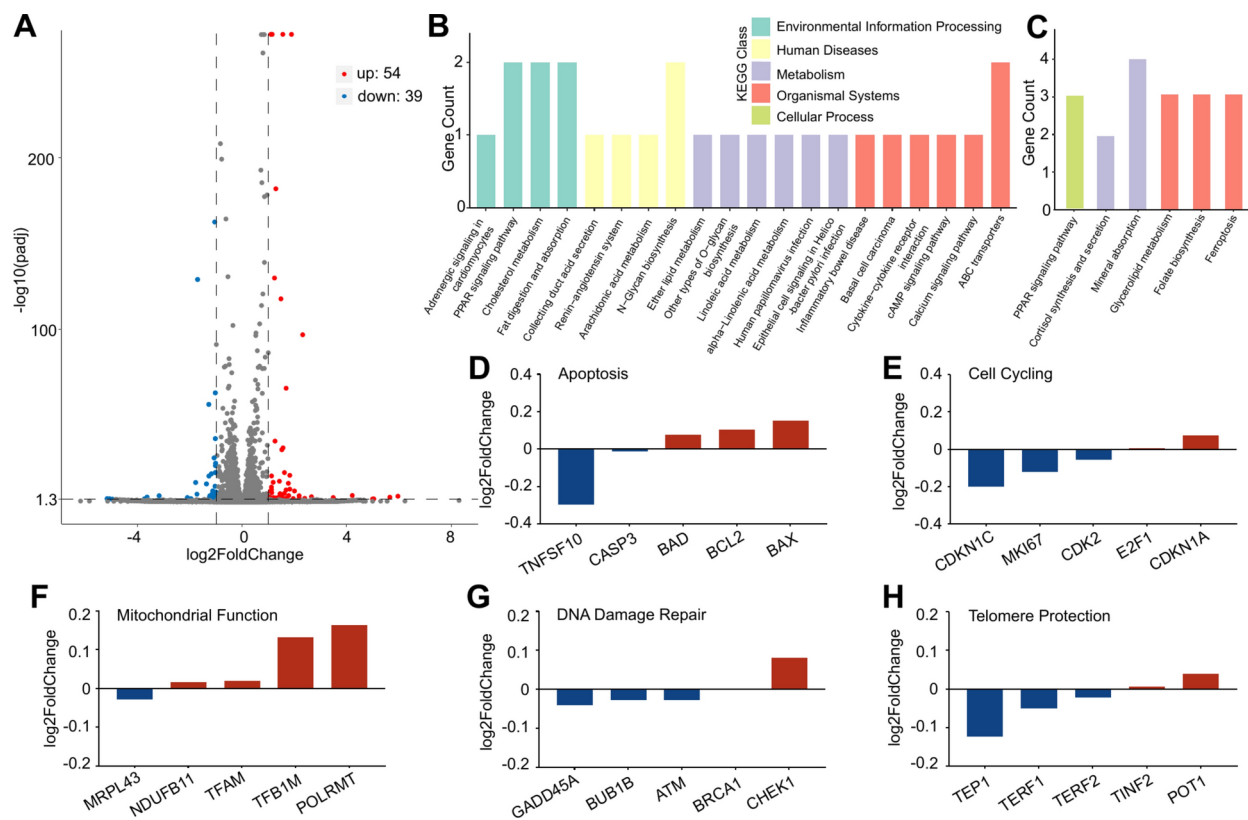 A
up: 54
down: 39
200
100
1.3
-log10(padj)
-4
0
4
8
log2FoldChange
B
KEGG Class
Environmental Information Processing
Human Diseases
Metabolism
Organismal Systems
Cellular Process
Gene Count
2
1
0
Adrenergic signaling in
cardiomyocytes
PPAR signaling pathway
Cholesterol metabolism
Fat digestion and absorption
Collecting duct acid secretion
Renin−angiotensin system
Arachidonic acid metabolism
N−Glycan biosynthesis
Ether lipid metabolism
Other types of O−glycan
biosynthesis
Linoleic acid metabolism
alpha−Linolenic acid metabolism
Human papillomavirus infection
Epithelial cell signaling in Helico
-bacter pylori infection
Inflammatory bowel disease
Basal cell carcinoma
Cytokine−cytokine receptor
interaction
cAMP signaling pathway
Calcium signaling pathway
ABC transporters
C
Gene Count
4
3
2
1
0
PPAR signaling pathway
Cortisol synthesis and secretion
Mineral absorption
Glycerolipid metabolism
Folate biosynthesis
Ferroptosis
D
Apoptosis
log2FoldChange
0.4
0.2
0
-0.2
-0.4
TNFSF10
CASP3
BAD
BCL2
BAX
E
Cell Cycling
log2FoldChange
0.4
0.2
0
-0.2
-0.4
CDKN1C
MKI67
CDK2
E2F1
CDKN1A
F
Mitochondrial Function
log2FoldChange
0.2
0.1
0
-0.1
0.2
MRPL43
NDUFB11
TFAM
TFB1M
POLRMT
G
DNA Damage Repair
log2FoldChange
0.2
0.1
0
-0.1
0.2
GADD45A
BUB1B
ATM
BRCA1
CHEK1
H
Telomere Protection
log2FoldChange
0.2
0.1
0
-0.1
0.2
TEP1
TERF1
TERF2
TINF2
POT1